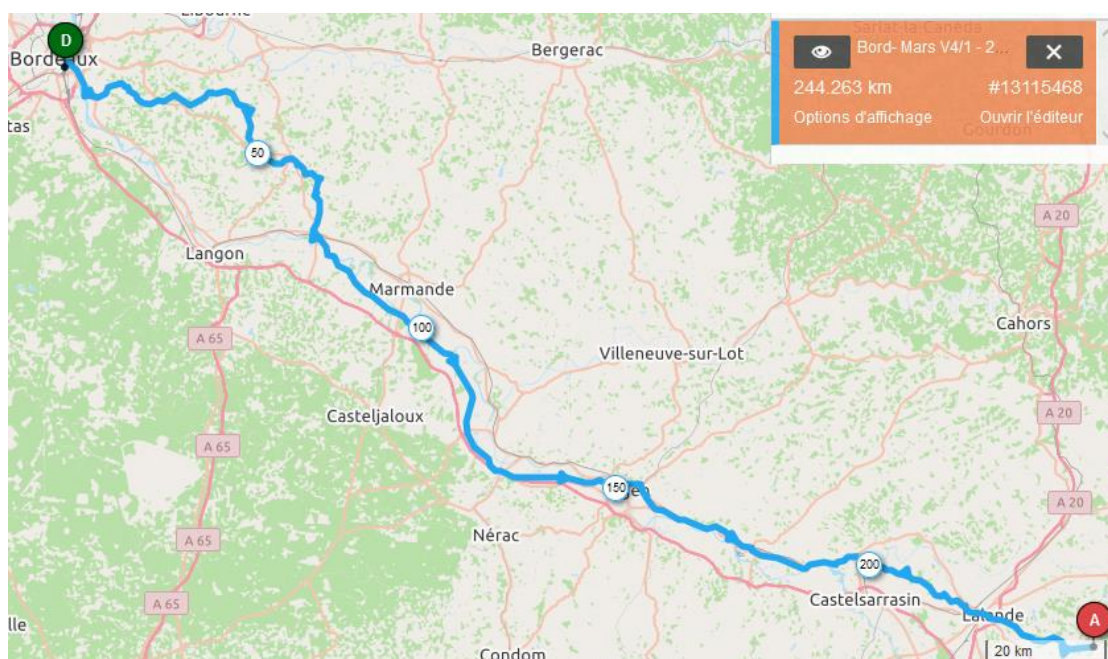 Libourne
Sarlat-la-Canéda
D
Bordeaux
Bergerac
Bord- Mars V4/1 - 2...
244.263 km
#13115468
Options d'affichage
Ouvrir l'éditeur
Gourdon
tas
50
A 20
Langon
Marmande
100
Cahors
A 65
Villeneuve-sur-Lot
Casteljaloux
A 20
A 65
150
gen
A 20
Nérac
A 65
200
A 65
Castelsarrasin
Lalande
A
lle
20 km
Condom